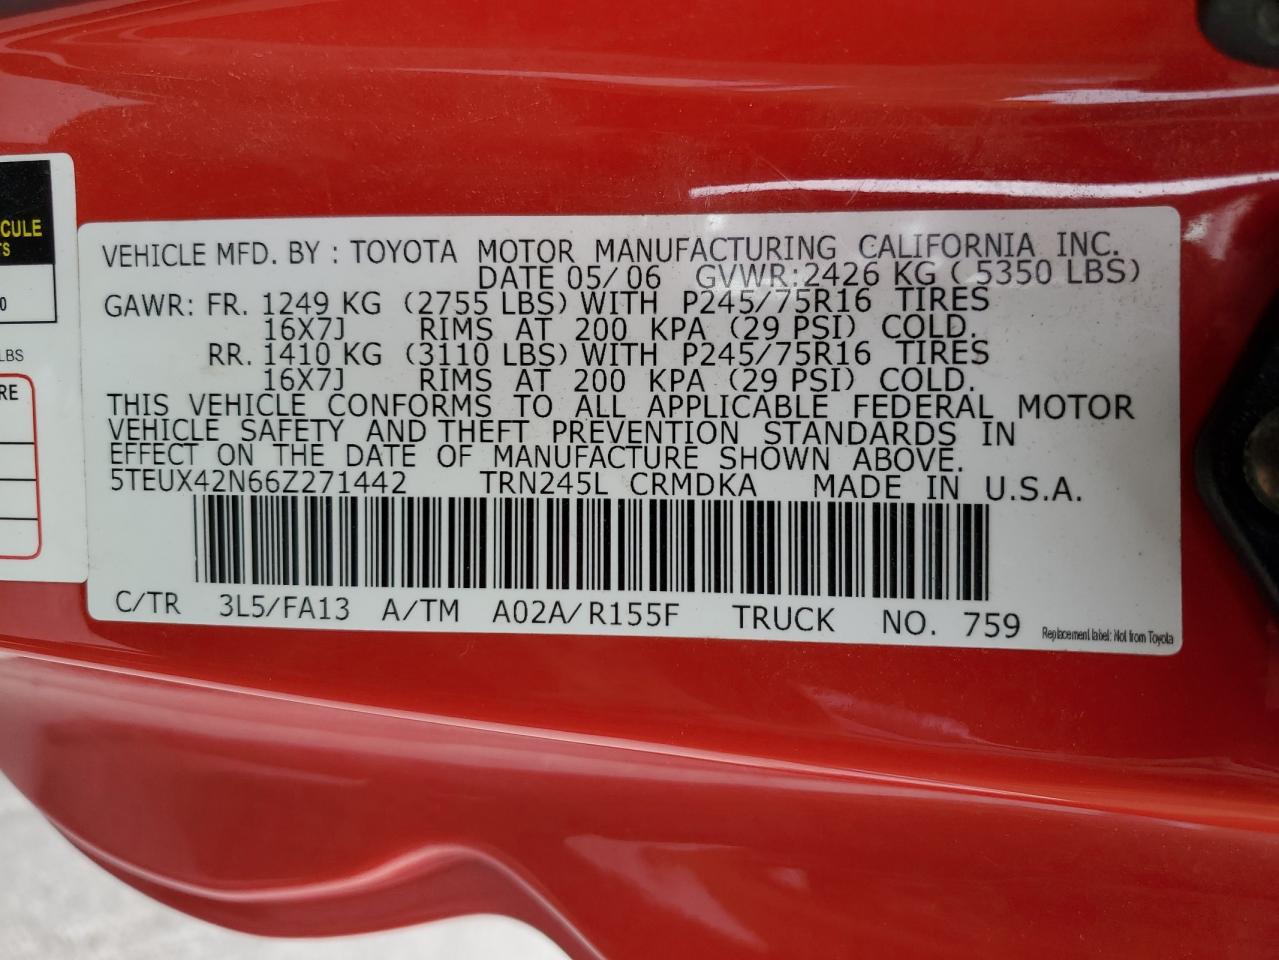 CULE
TS
0
LBS
RE
VEHICLE MFD. BY : TOYOTA MOTOR MANUFACTURING CALIFORNIA INC.
DATE 05/06 GVWR:2426 KG ( 5350 LBS)
GAWR: FR. 1249 KG (2755 LBS) WITH P245/75R16 TIRES
16X7J RIMS AT 200 KPA (29 PSI) COLD.
RR. 1410 KG (3110 LBS) WITH P245/75R16 TIRES
16X7J RIMS AT 200 KPA (29 PSI) COLD.
THIS VEHICLE CONFORMS TO ALL APPLICABLE FEDERAL MOTOR
VEHICLE SAFETY AND THEFT PREVENTION STANDARDS IN
EFFECT ON THE DATE OF MANUFACTURE SHOWN ABOVE.
5TEUX42N66Z271442 TRN245L CRMDKA MADE IN U.S.A.
C/TR 3L5/FA13 A/TM A02A/R155F TRUCK NO. 759
Replacement label: Not from Toyota